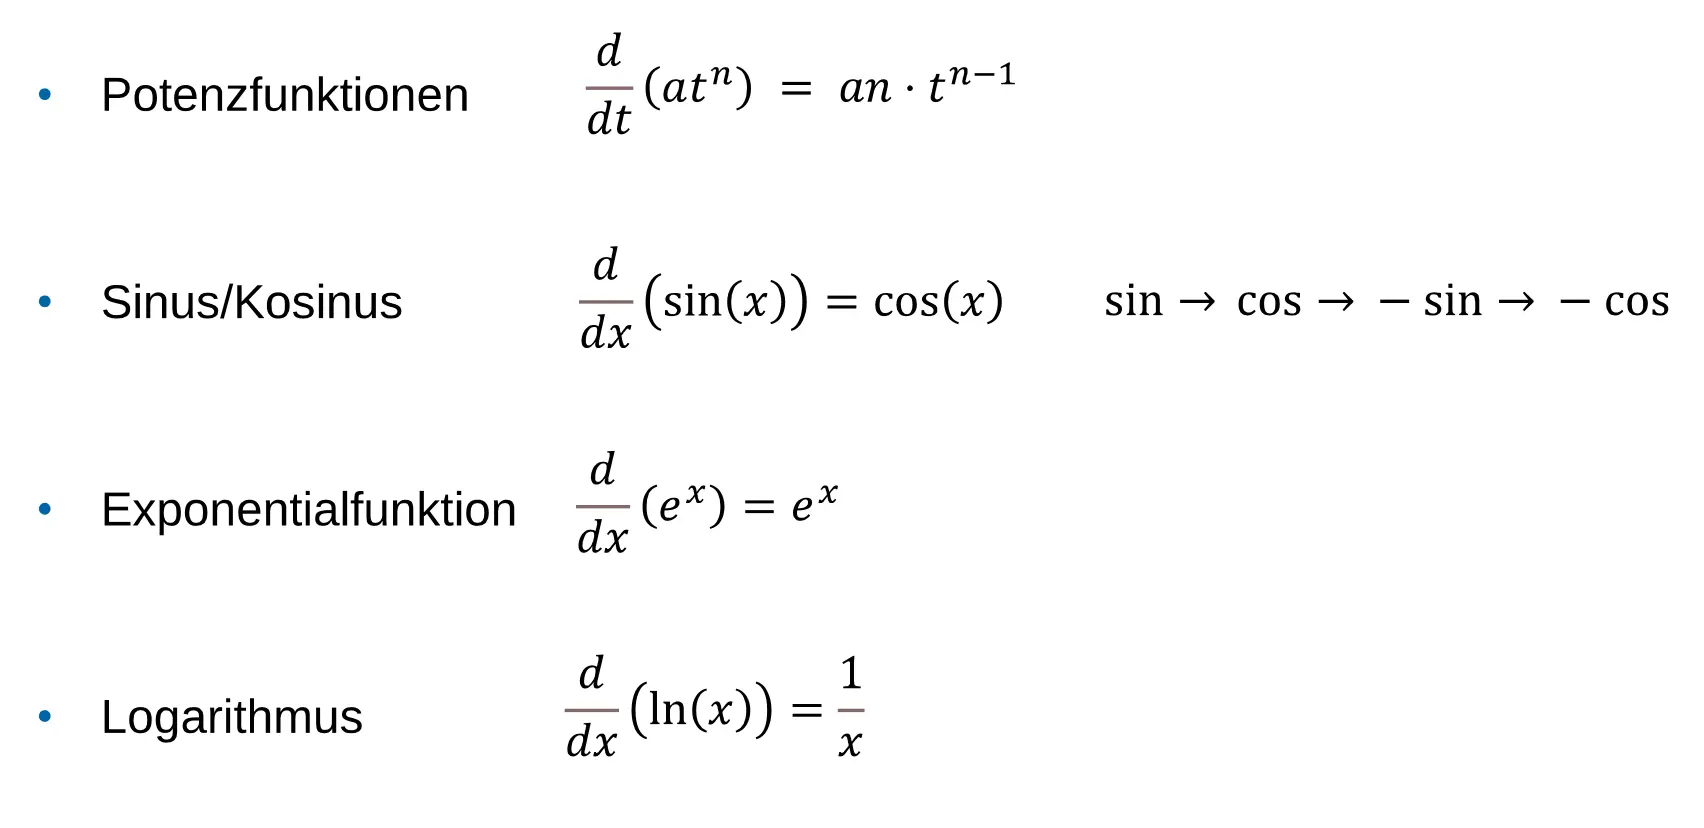 • Potenzfunktionen d/dt (atⁿ) = an · tⁿ⁻¹
• Sinus/Kosinus d/dx (sin(x)) = cos(x) sin → cos → − sin → − cos
• Exponentialfunktion d/dx (eˣ) = eˣ
• Logarithmus d/dx (ln(x)) = 1/x